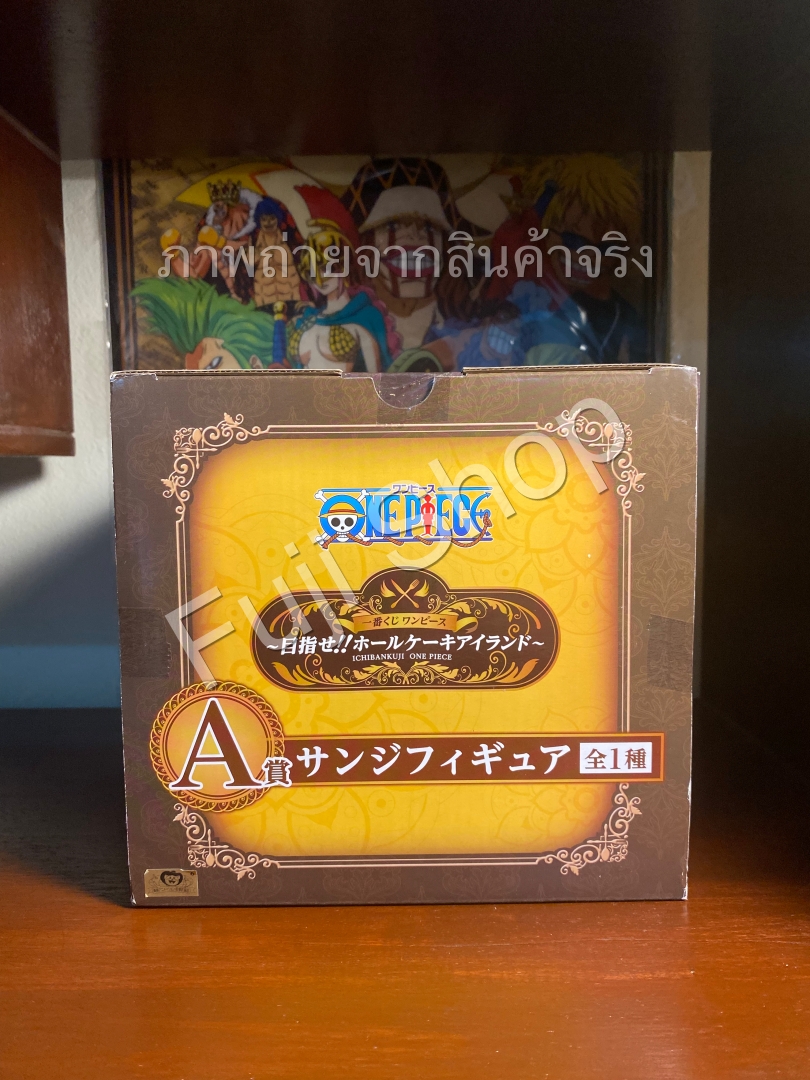 ภาพถ่ายจากสินค้าจริง
Fuji Shop
ワンピース
ONE PIECE
一番くじ ワンピース
~目指せ!!ホールケーキアイランド~
ICHIBANKUJI ONE PIECE
A賞 サンジフィギュア 全1種